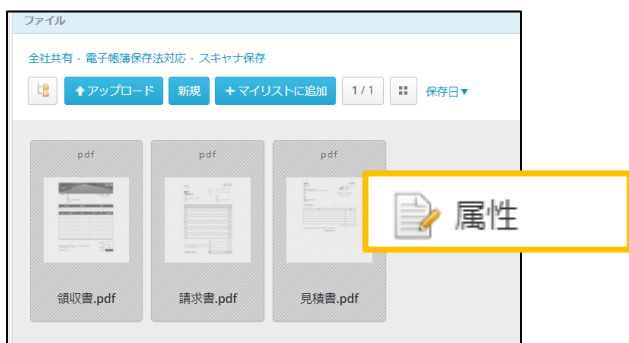 ファイル
全社共有 - 電子帳簿保存法対応 - スキャナ保存
アップロード 新規 + マイリストに追加 1 / 1 保存日▼
pdf pdf pdf
属性
領収書.pdf 請求書.pdf 見積書.pdf